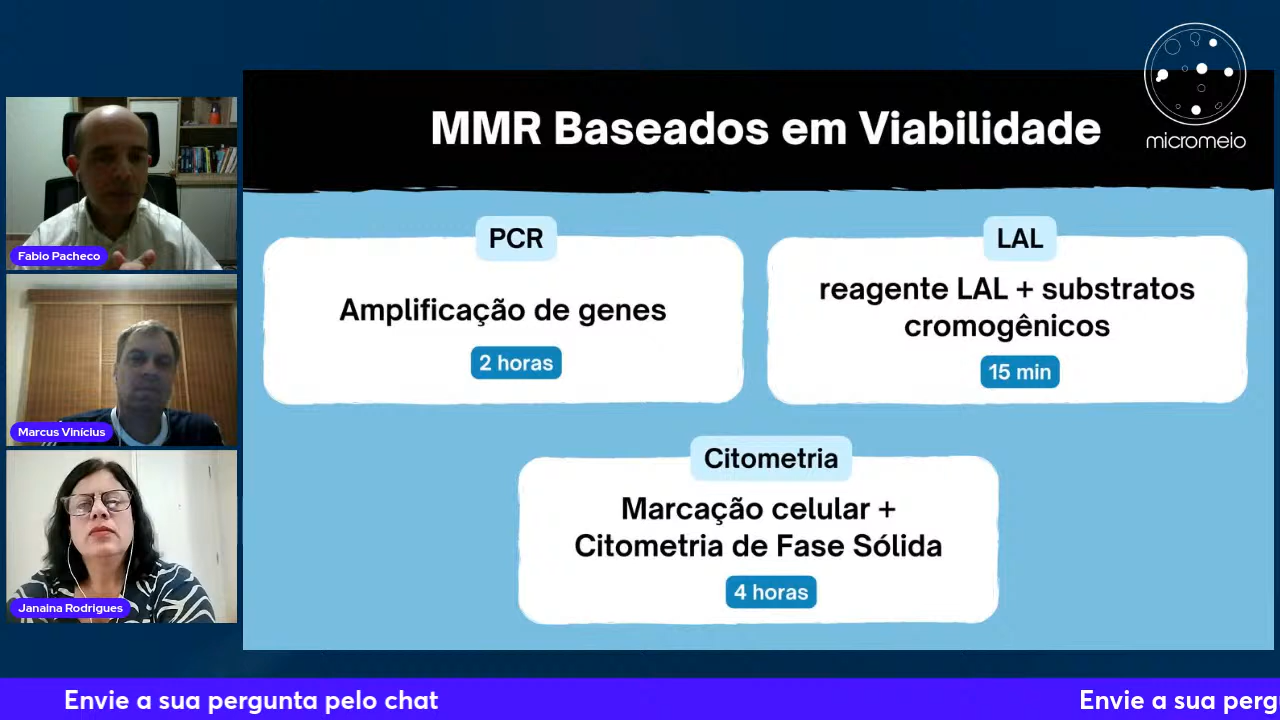 micromeio
MMR Baseados em Viabilidade
PCR
Amplificação de genes
2 horas
LAL
reagente LAL + substratos
cromogênicos
15 min
Citometria
Marcação celular +
Citometria de Fase Sólida
4 horas
Fabio Pacheco
Marcus Vinícius
Janaina Rodrigues
Envie a sua pergunta pelo chat
Envie a sua perg